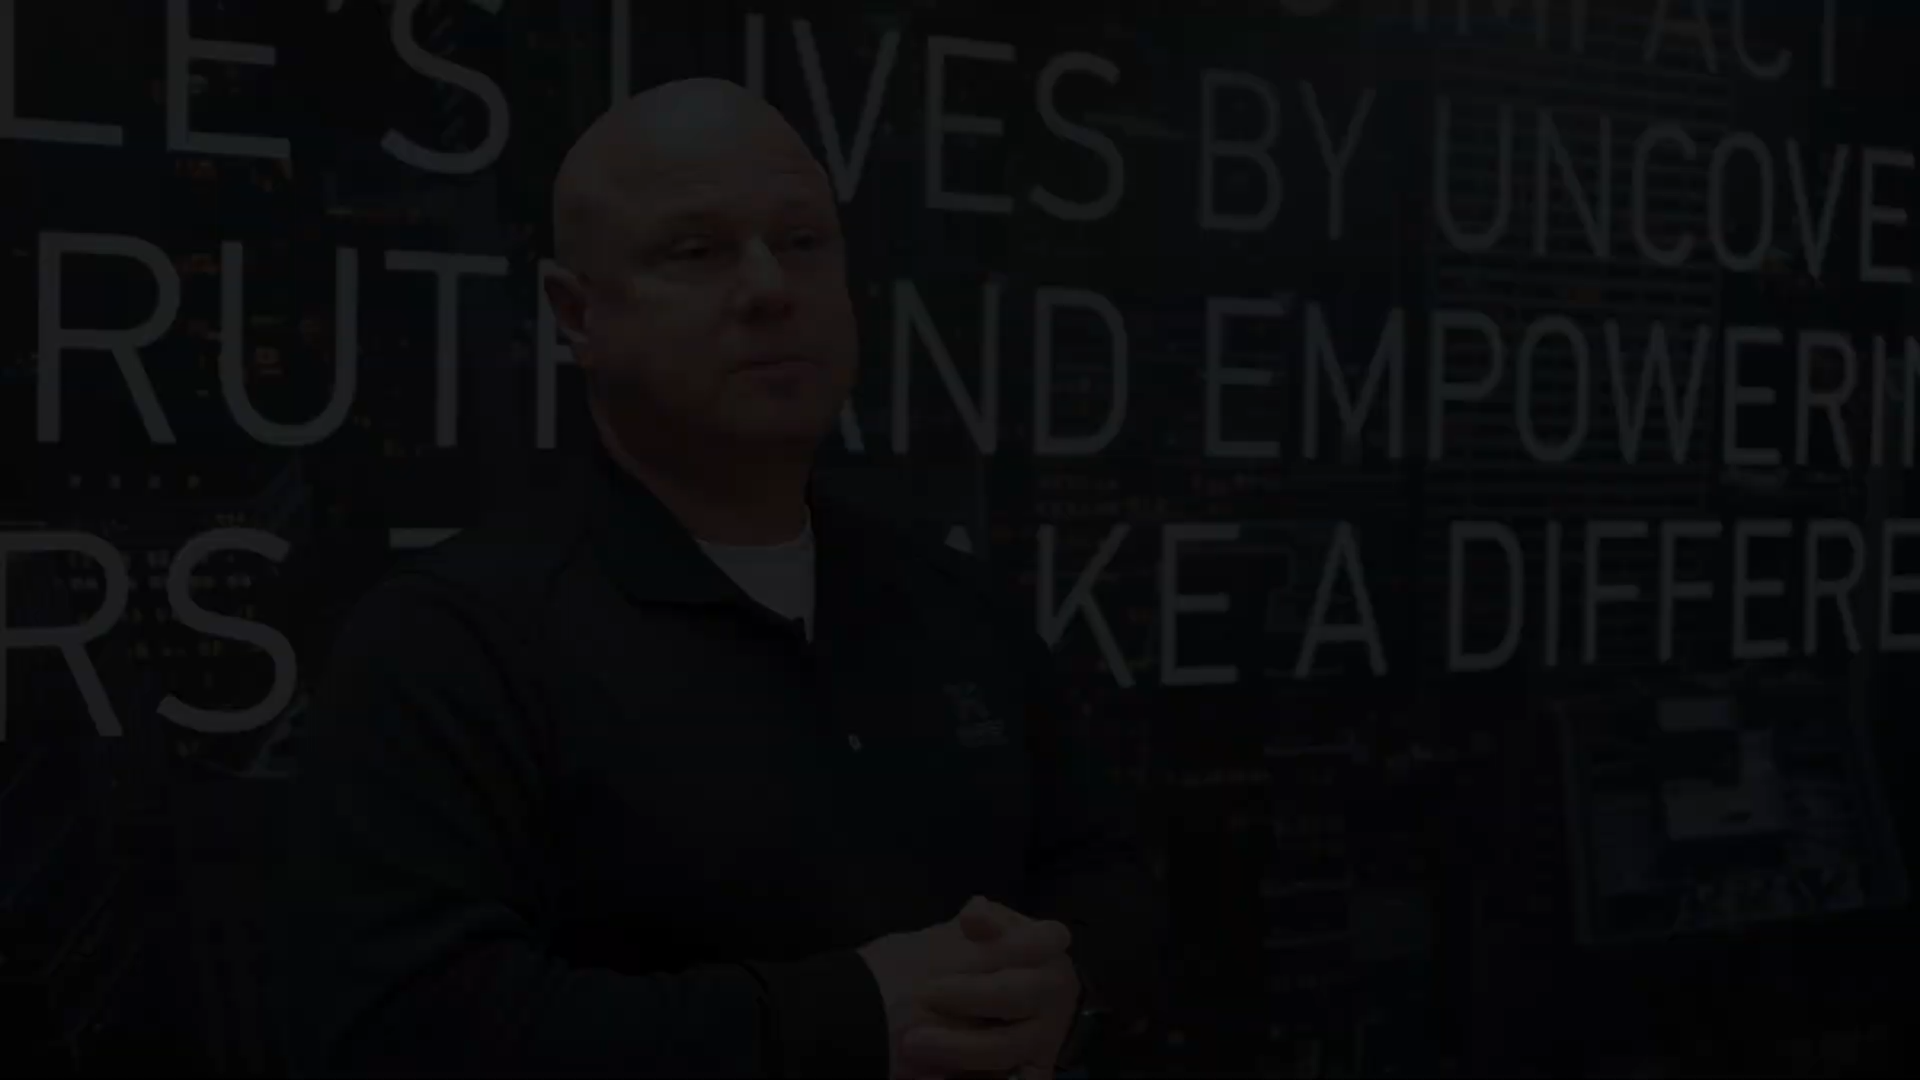 IMPACT
LE'S LIVES BY UNCOVE
RUTH AND EMPOWERIN
RS KE A DIFFERE